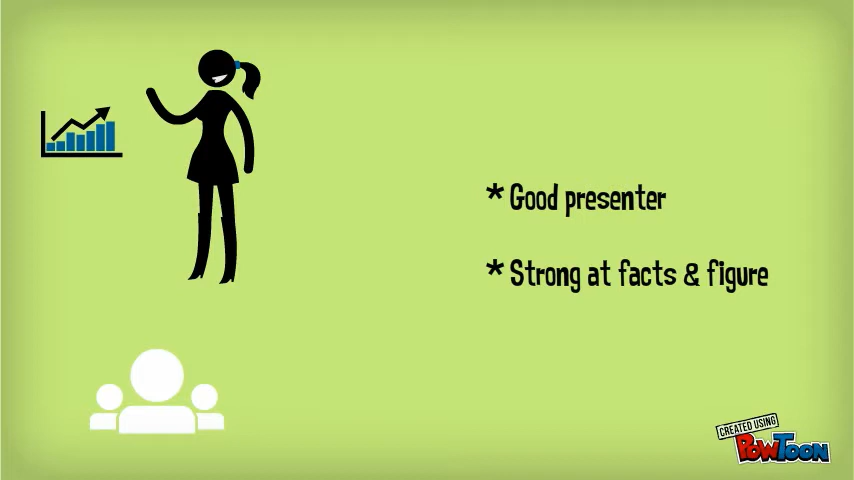 * Good presenter
* Strong at facts & figure
CREATED USING
POWTOON